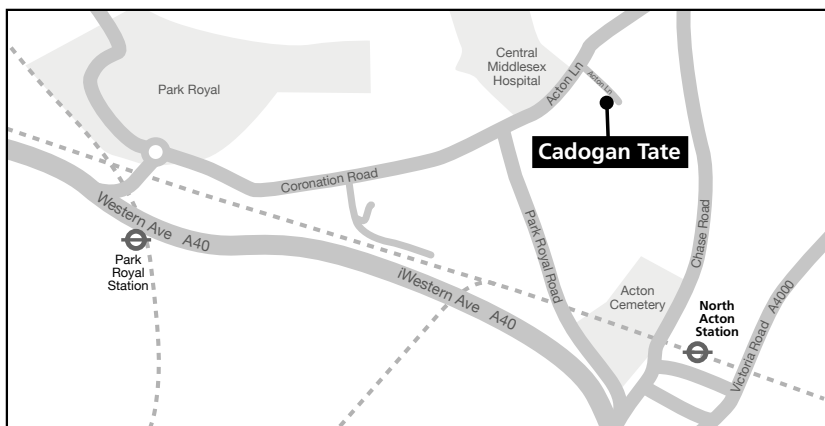 Park Royal
Central
Middlesex
Hospital
Acton Ln
Acton Ln
Cadogan Tate
Coronation Road
Western Ave A40
Park
Royal
Station
iWestern Ave A40
Park Royal Road
Chase Road
Acton
Cemetery
North
Acton
Station
Victoria Road A4000